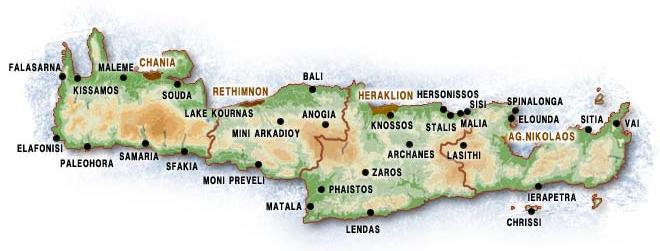 FALASARNA
MALEME
CHANIA
KISSAMOS
SOUDA
LAKE KOURNAS
RETHIMNON
BALI
MINI ARKADIOY
ANOGIA
HERAKLION
HERSONISSOS
KNOSSOS
STALIS
SISI
MALIA
SPINALONGA
ELOUNDA
AG.NIKOLAOS
SITIA
VAI
ELAFONISI
PALEOHORA
SAMARIA
SFAKIA
MONI PREVELI
ARCHANES
LASITHI
ZAROS
PHAISTOS
MATALA
LENDAS
IERAPETRA
CHRISSI